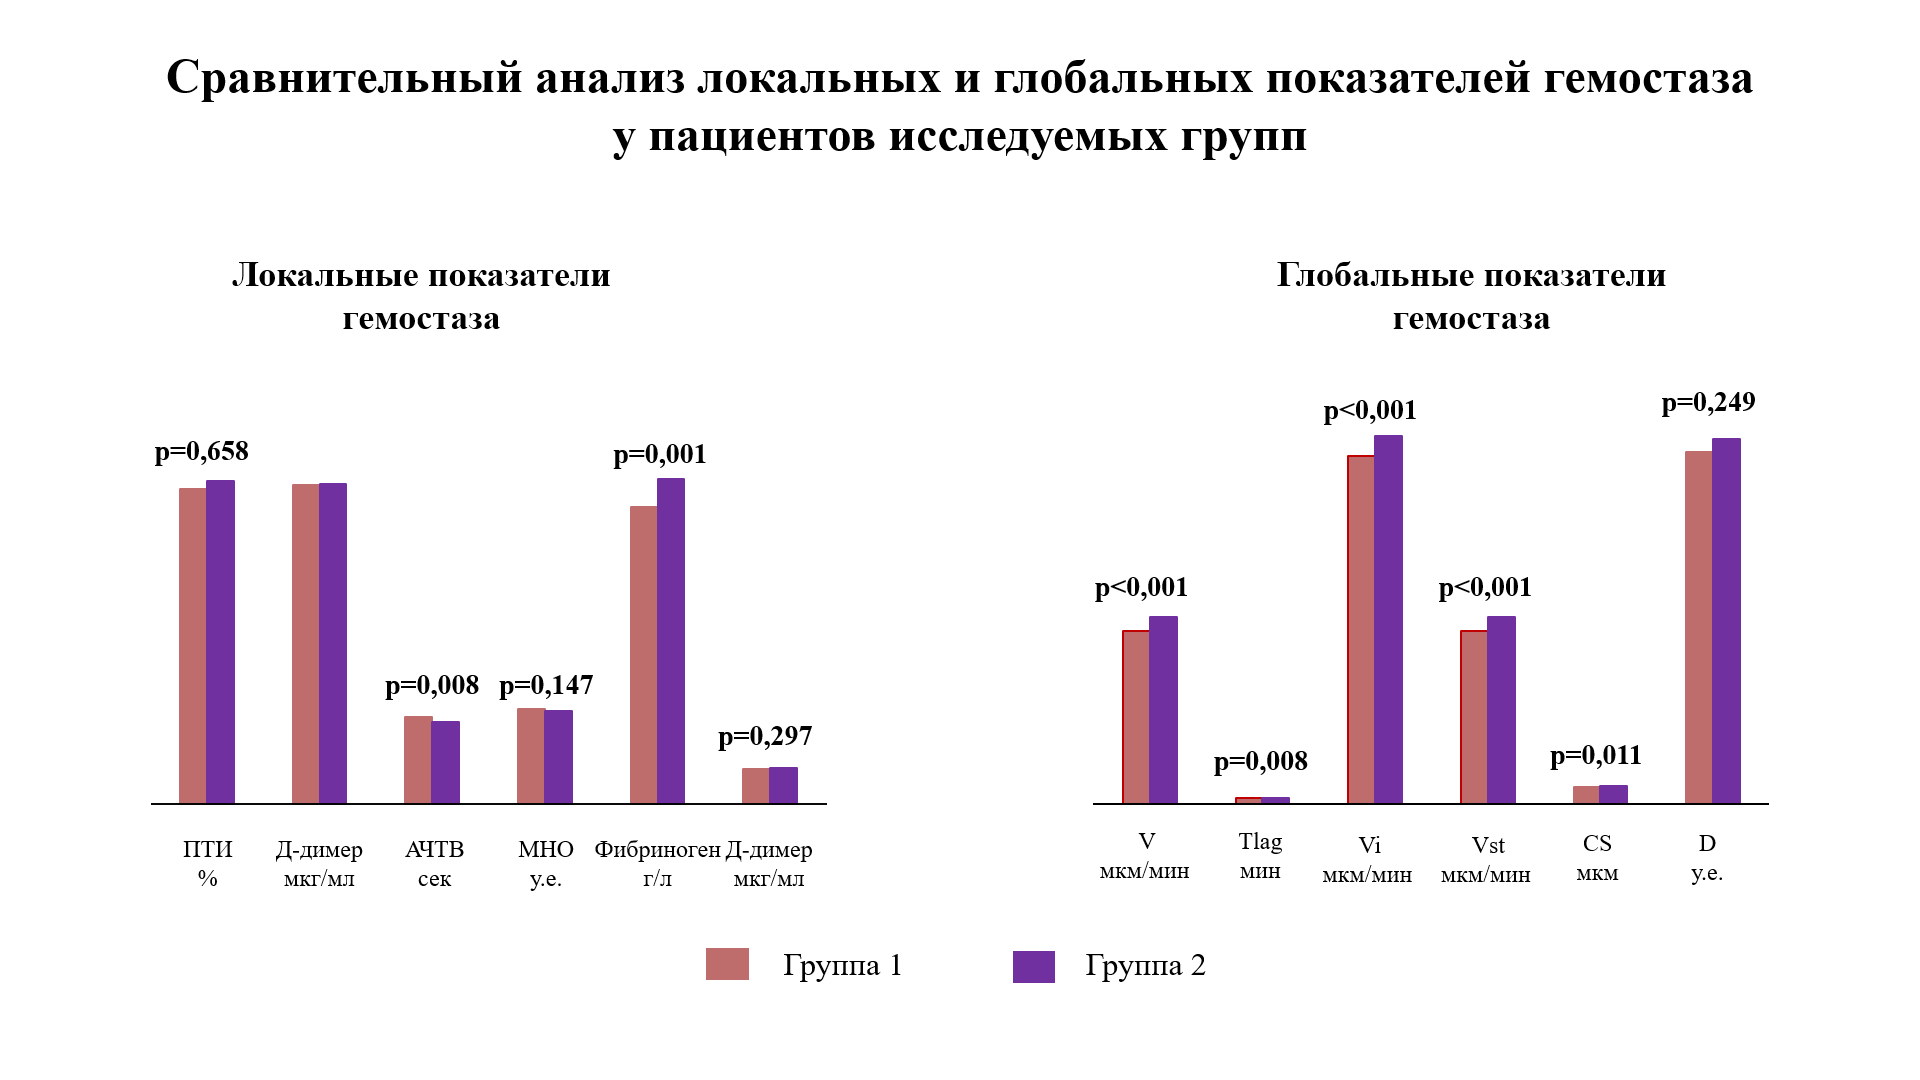 Сравнительный анализ локальных и глобальных показателей гемостаза
у пациентов исследуемых групп
Локальные показатели
гемостаза
p=0,658
p=0,001
p=0,008
p=0,147
p=0,297
ПТИ
%
Д-димер
мкг/мл
АЧТВ
сек
МНО
у.е.
Фибриноген
г/л
Д-димер
мкг/мл
Глобальные показатели
гемостаза
p<0,001
p=0,008
p<0,001
p<0,001
p=0,011
p=0,249
V
мкм/мин
Tlag
мин
Vi
мкм/мин
Vst
мкм/мин
CS
мкм
D
у.е.
Группа 1
Группа 2